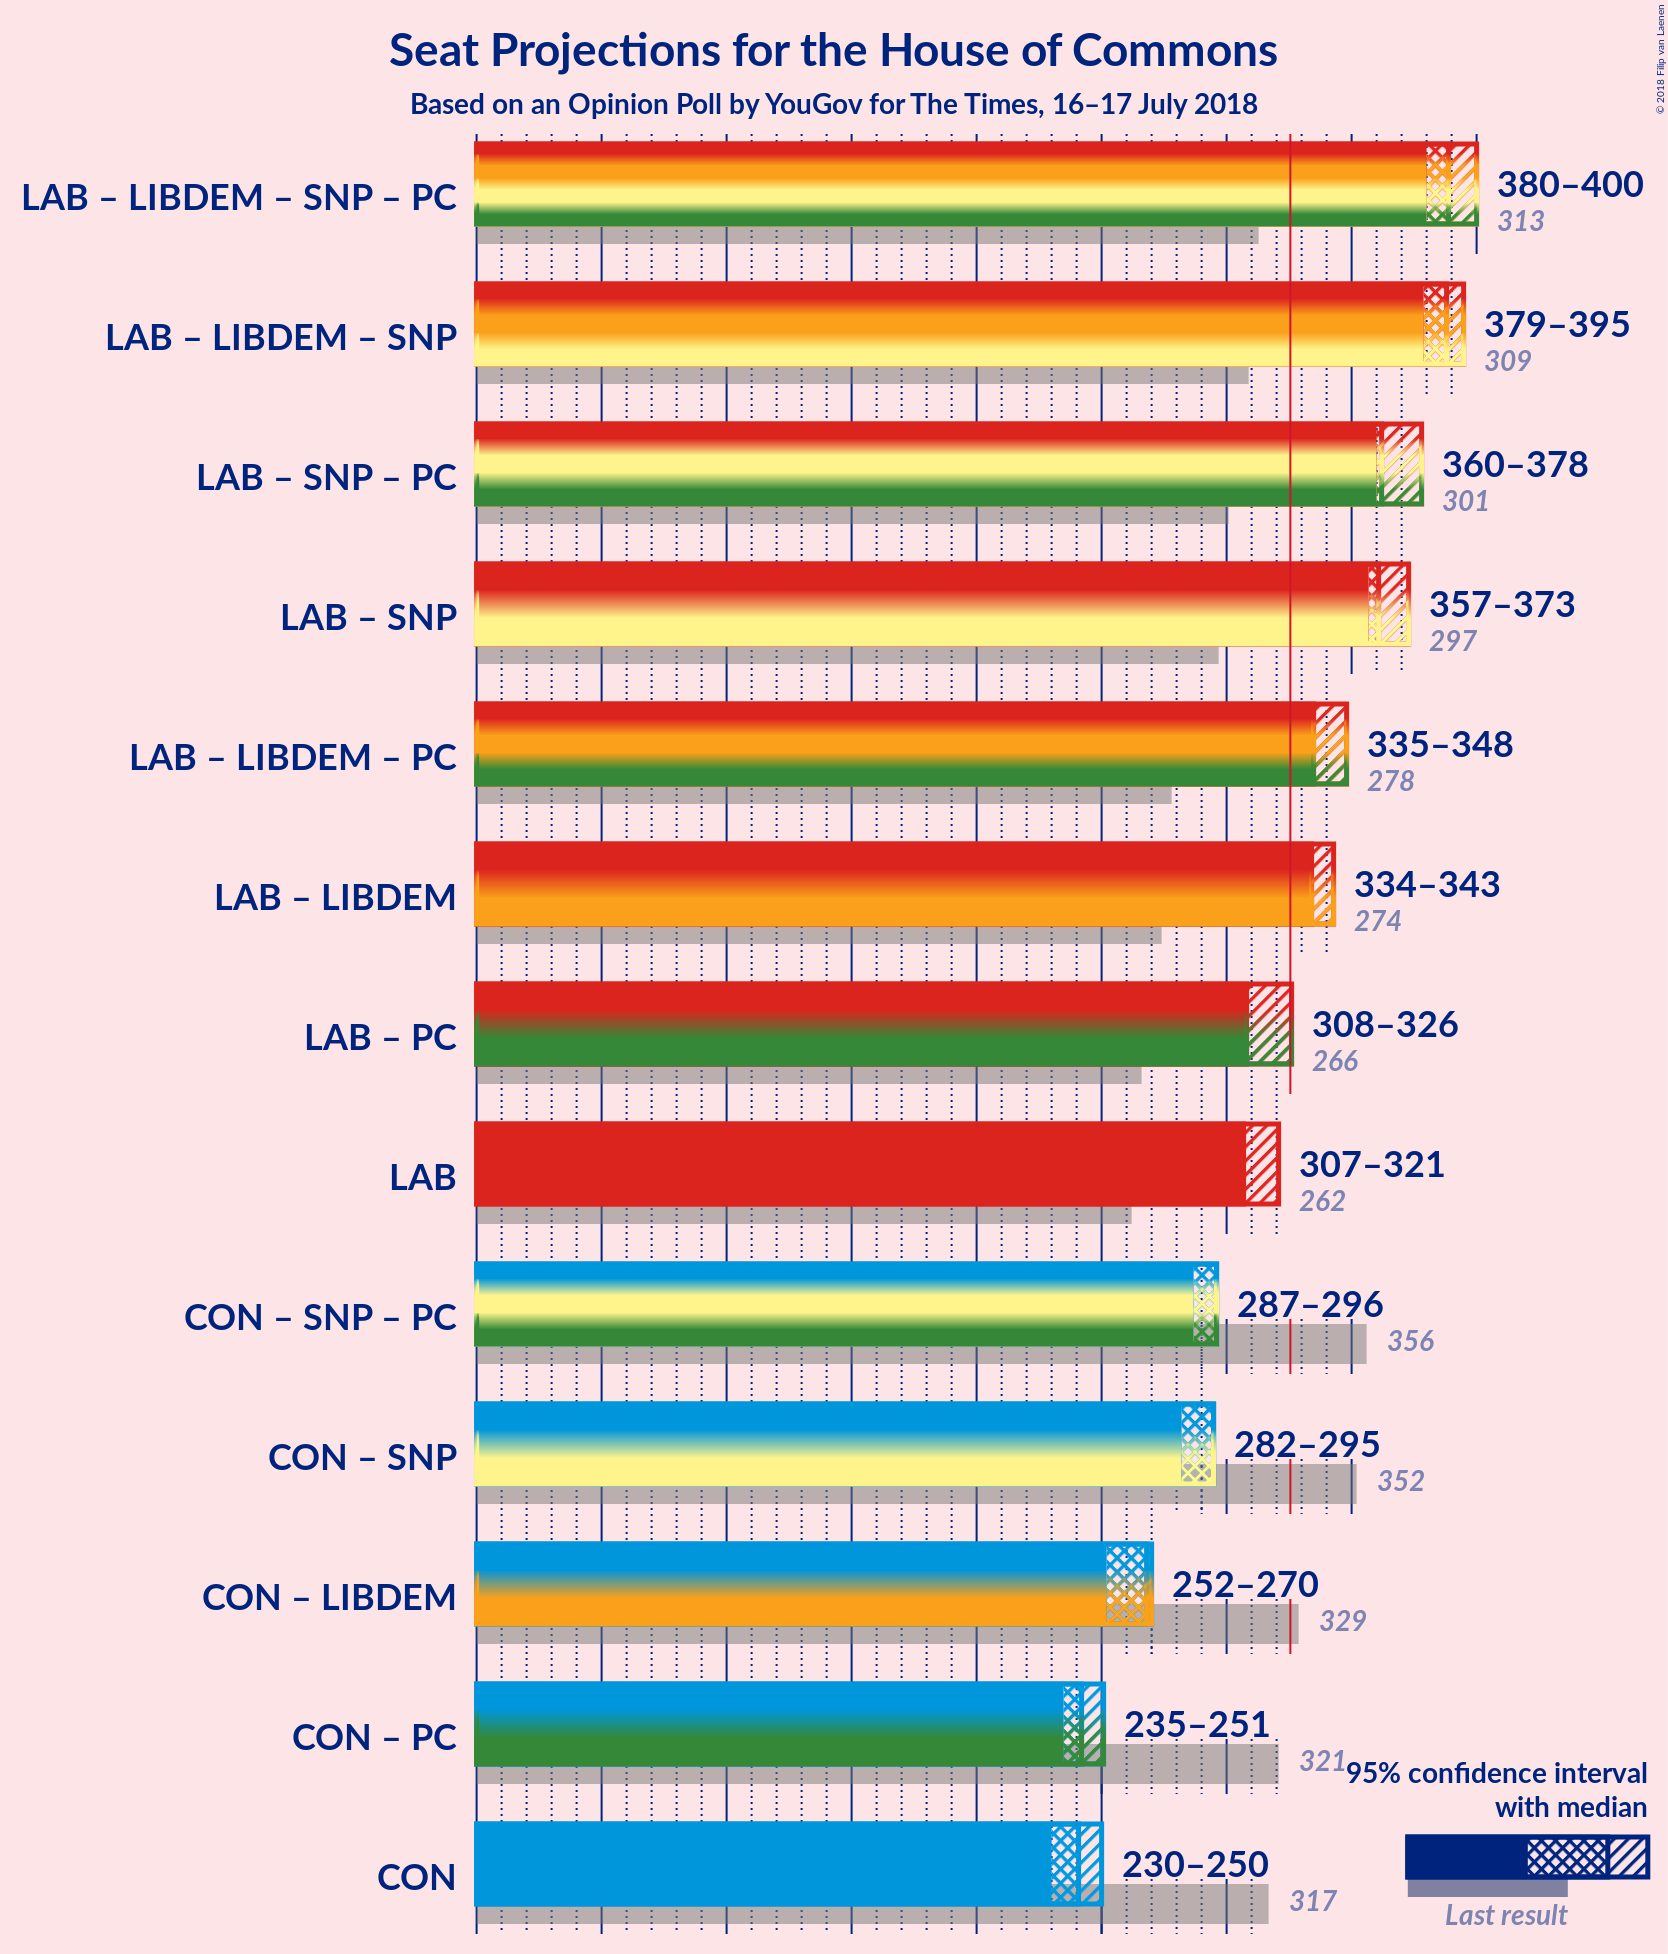 © 2018 Filip van Laenen
Seat Projections for the House of Commons
Based on an Opinion Poll by YouGov for The Times, 16–17 July 2018
LAB – LIBDEM – SNP – PC
380–400
313
LAB – LIBDEM – SNP
379–395
309
LAB – SNP – PC
360–378
301
LAB – SNP
357–373
297
LAB – LIBDEM – PC
335–348
278
LAB – LIBDEM
334–343
274
LAB – PC
308–326
266
LAB
307–321
262
CON – SNP – PC
287–296
356
CON – SNP
282–295
352
CON – LIBDEM
252–270
329
CON – PC
235–251
321
CON
230–250
317
95% confidence interval
with median
Last result